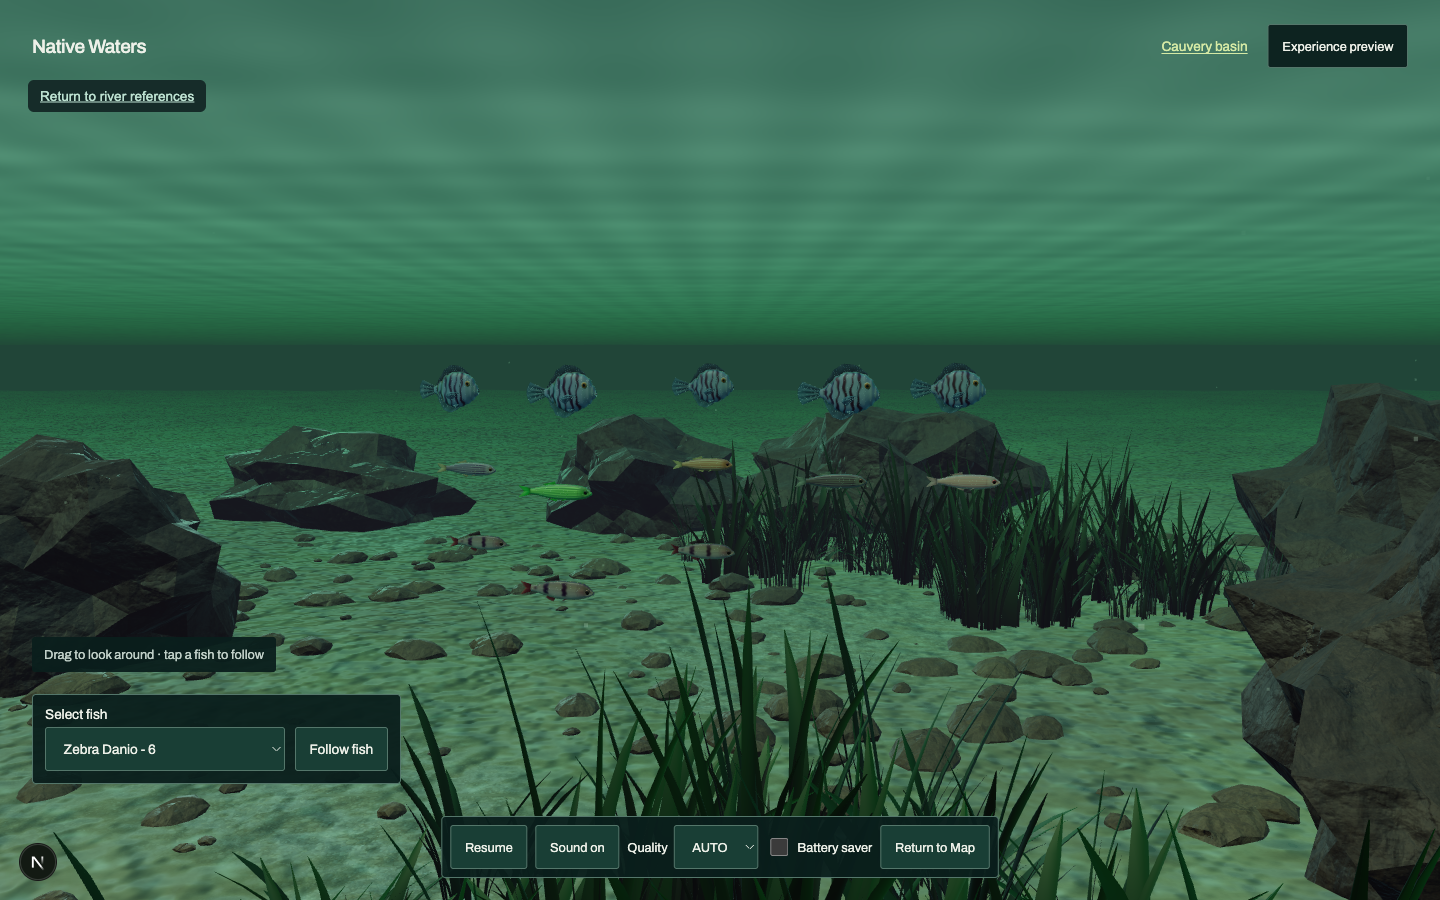 Native Waters
Cauvery basin
Experience preview
Return to river references
Drag to look around · tap a fish to follow
Select fish
Zebra Danio - 6
Follow fish
Resume
Sound on
Quality
AUTO
Battery saver
Return to Map
N